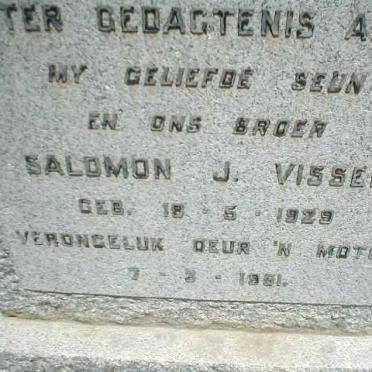 TER GEDAGTENIS A
MY GELIEFDE SEUN
EN ONS BROER
SALOMON J. VISSE
GEB. 18 - 5 - 1929
VERONGELUK DEUR 'N MOTO
7 - 3 - 1951.